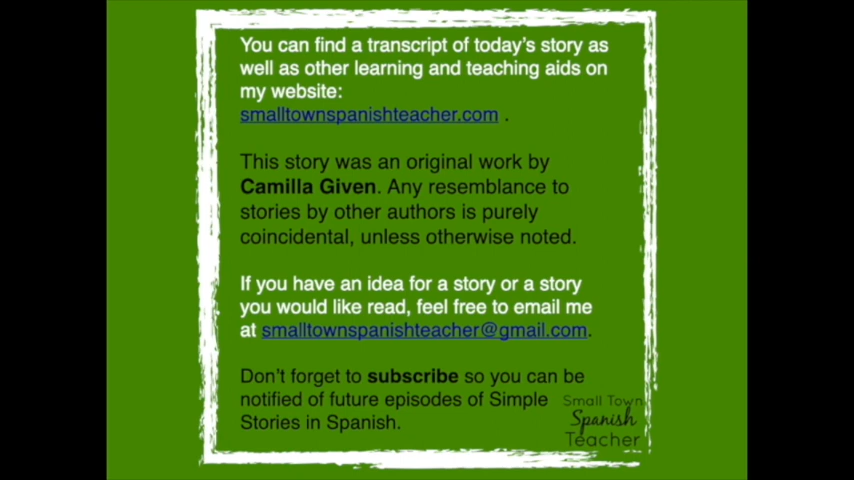 You can find a transcript of today's story as
well as other learning and teaching aids on
my website:
smalltownspanishteacher.com .
This story was an original work by
Camilla Given. Any resemblance to
stories by other authors is purely
coincidental, unless otherwise noted.
If you have an idea for a story or a story
you would like read, feel free to email me
at smalltownspanishteacher@gmail.com.
Don't forget to subscribe so you can be
notified of future episodes of Simple
Stories in Spanish.
Small Town
Spanish
Teacher